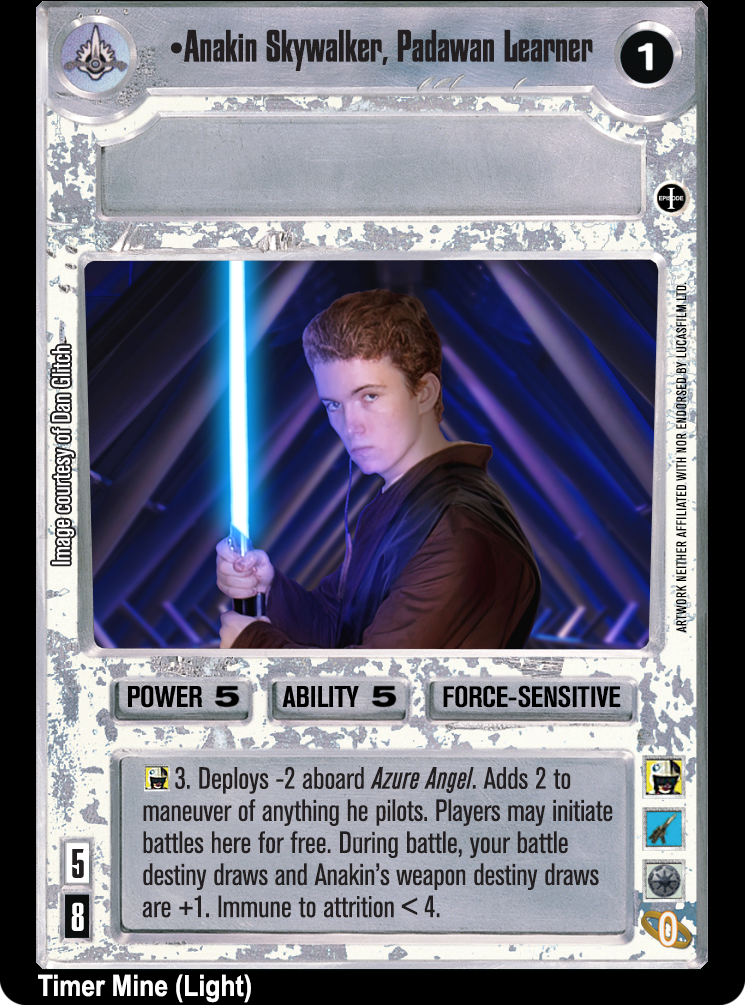 •Anakin Skywalker, Padawan Learner
1
EPISODE I
Image courtesy of Dan Glitch
ARTWORK NEITHER AFFILIATED WITH NOR ENDORSED BY LUCASFILM LTD.
POWER 5
ABILITY 5
FORCE-SENSITIVE
3. Deploys -2 aboard Azure Angel. Adds 2 to
maneuver of anything he pilots. Players may initiate
battles here for free. During battle, your battle
destiny draws and Anakin's weapon destiny draws
are +1. Immune to attrition < 4.
5
8
0
Timer Mine (Light)